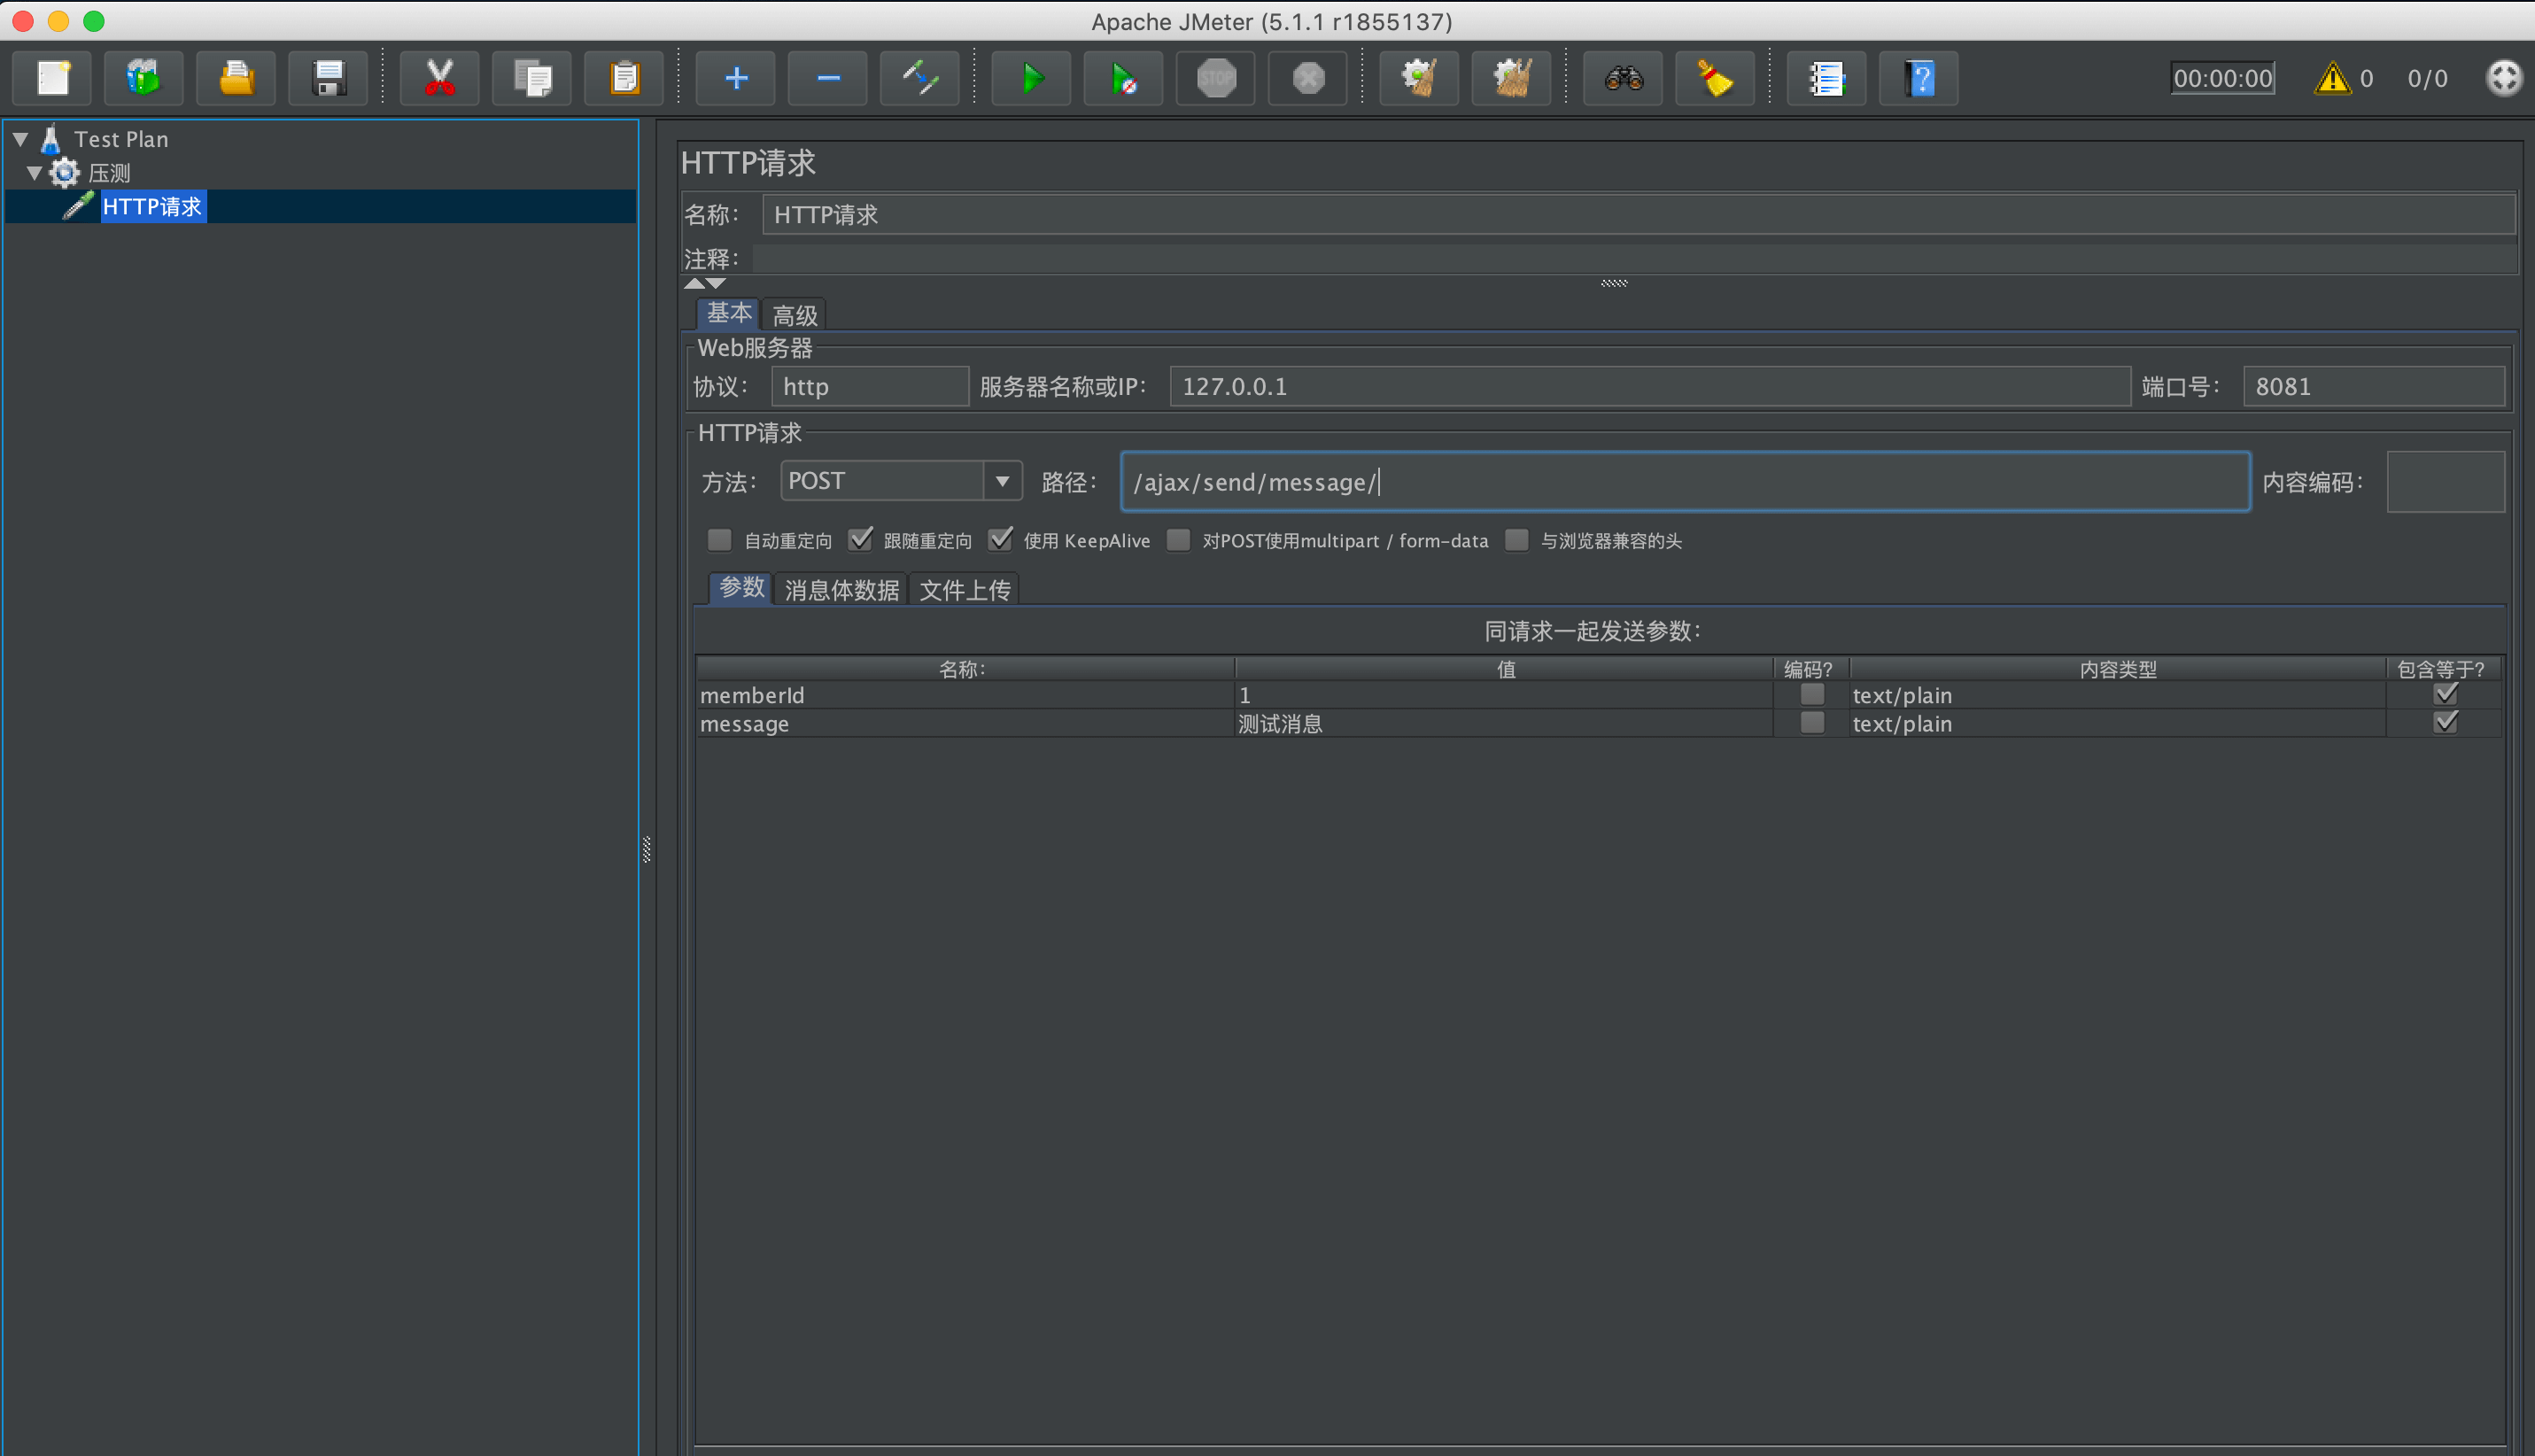 Apache JMeter (5.1.1 r1855137)
STOP
00:00:00 0 0/0
Test Plan
压测
HTTP请求
HTTP请求
名称： HTTP请求
注释：
基本 高级
Web服务器
协议： http 服务器名称或IP： 127.0.0.1 端口号： 8081
HTTP请求
方法： POST 路径： /ajax/send/message/ 内容编码：
自动重定向 跟随重定向 使用 KeepAlive 对POST使用multipart / form-data 与浏览器兼容的头
参数 消息体数据 文件上传
同请求一起发送参数：
名称： 值 编码? 内容类型 包含等于?
memberId 1 text/plain
message 测试消息 text/plain